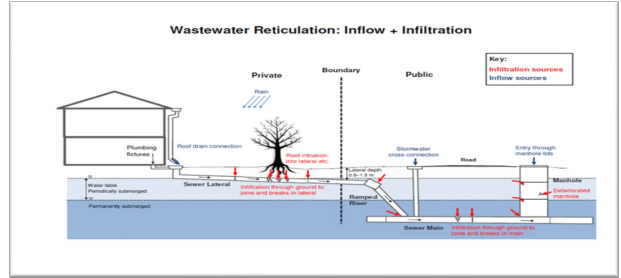 Wastewater Reticulation: Inflow + Infiltration
Key:
Infiltration sources
Inflow sources
Private
Boundary
Public
Rain
Plumbing
fixtures
Roof drain connection
Root intrusion
into lateral etc.
Lateral depth
0.6-1.5 m
Stormwater
cross-connection
Road
Entry through
manhole lids
Water table
Periodically submerged
Sewer Lateral
Infiltration through ground to
joins and breaks in lateral
Ramped
Riser
Manhole
Deteriorated
manhole
Permanently submerged
Sewer Main
Infiltration through ground to
joins and breaks in main